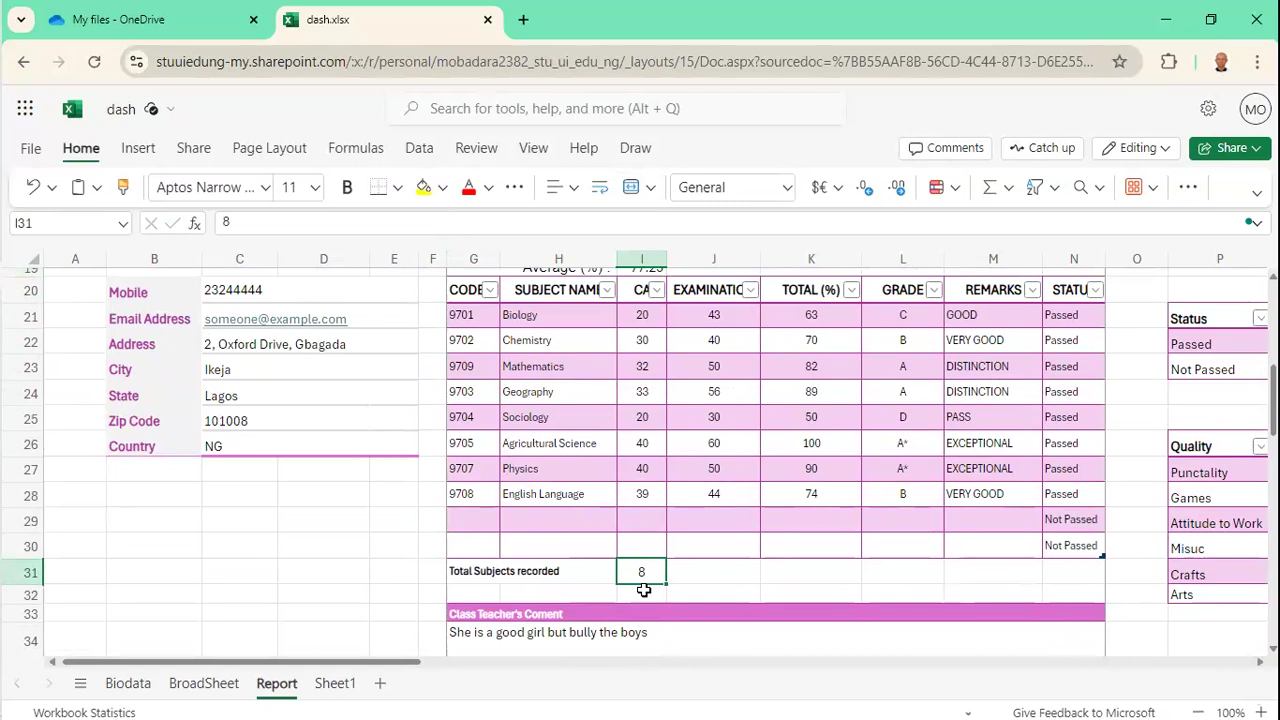 My files - OneDrive
dash.xlsx
stuuiedung-my.sharepoint.com/:x:/r/personal/mobedara2382_stu_ui_edu_ng/_layouts/15/Doc.aspx?sourcedoc=%7BB55AAF8B-56CD-4C44-8713-D6E255...
dash
Search for tools, help, and more (Alt + Q)
MO
File Home Insert Share Page Layout Formulas Data Review View Help Draw Comments Catch up Editing Share
Aptos Narrow ... 11 B A General $€ .0 .00
I31 fx 8
A B C D E F G H I J K L M N O P
19 Average (%) : 77.25
20 Mobile 23244444 CODE SUBJECT NAME CA EXAMINATIO TOTAL (%) GRADE REMARKS STATU
21 Email Address someone@example.com 9701 Biology 20 43 63 C GOOD Passed Status
22 Address 2, Oxford Drive, Gbagada 9702 Chemistry 30 40 70 B VERY GOOD Passed Passed
23 City Ikeja 9709 Mathematics 32 50 82 A DISTINCTION Passed Not Passed
24 State Lagos 9703 Geography 33 56 89 A DISTINCTION Passed
25 Zip Code 101008 9704 Sociology 20 30 50 D PASS Passed
26 Country NG 9705 Agricultural Science 40 60 100 A* EXCEPTIONAL Passed Quality
27 9707 Physics 40 50 90 A* EXCEPTIONAL Passed Punctality
28 9708 English Language 39 44 74 B VERY GOOD Passed Games
29 Not Passed Attitude to Work
30 Not Passed Misuc
31 Total Subjects recorded 8 Crafts
32 Arts
33 Class Teacher's Coment
34 She is a good girl but bully the boys
Biodata BroadSheet Report Sheet1
Workbook Statistics Give Feedback to Microsoft 100%